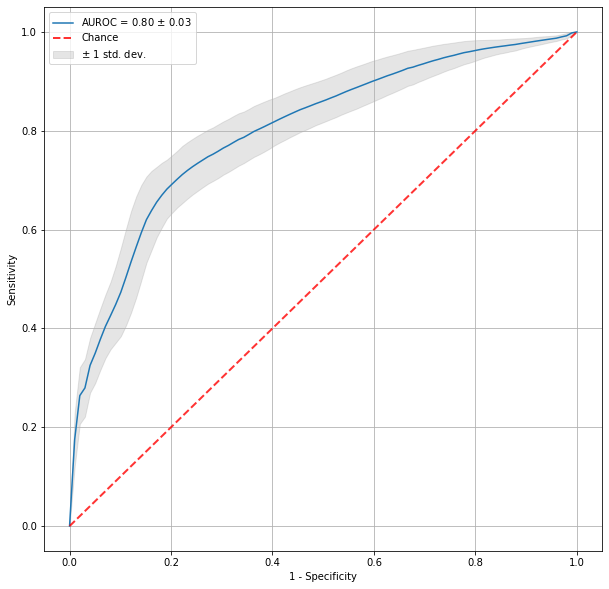 AUROC = 0.80 ± 0.03
Chance
± 1 std. dev.
1.0
0.8
0.6
0.4
0.2
0.0
Sensitivity
0.0 0.2 0.4 0.6 0.8 1.0
1 - Specificity